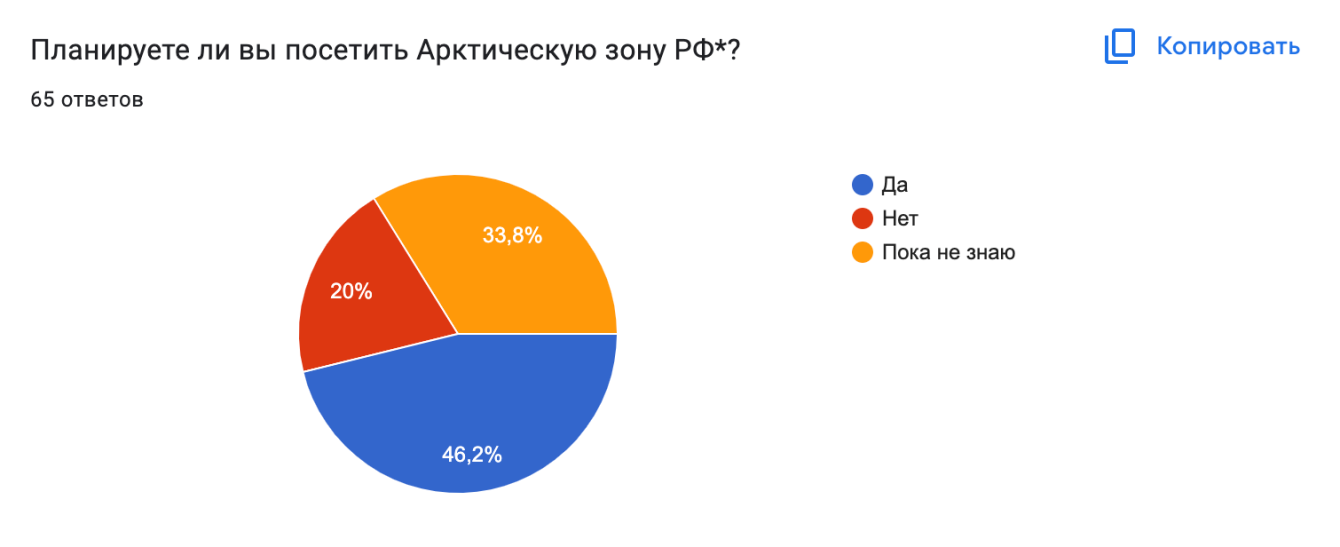 Планируете ли вы посетить Арктическую зону РФ*?
Копировать
65 ответов
Да
Нет
Пока не знаю
33,8%
20%
46,2%